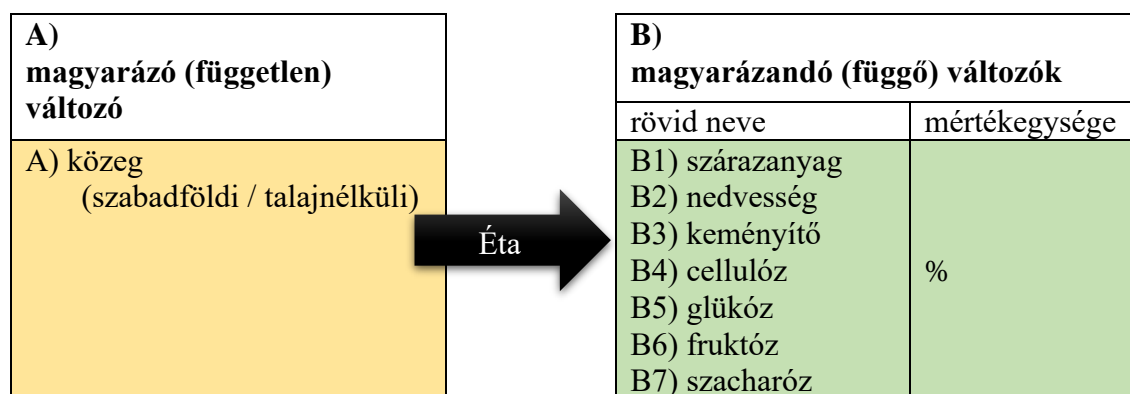 A)
magyarázó (független)
változó
A) közeg
(szabadföldi / talajnélküli)
Éta
B)
magyarázandó (függő) változók
rövid neve mértékegysége
B1) szárazanyag
B2) nedvesség
B3) keményítő
B4) cellulóz %
B5) glükóz
B6) fruktóz
B7) szacharóz